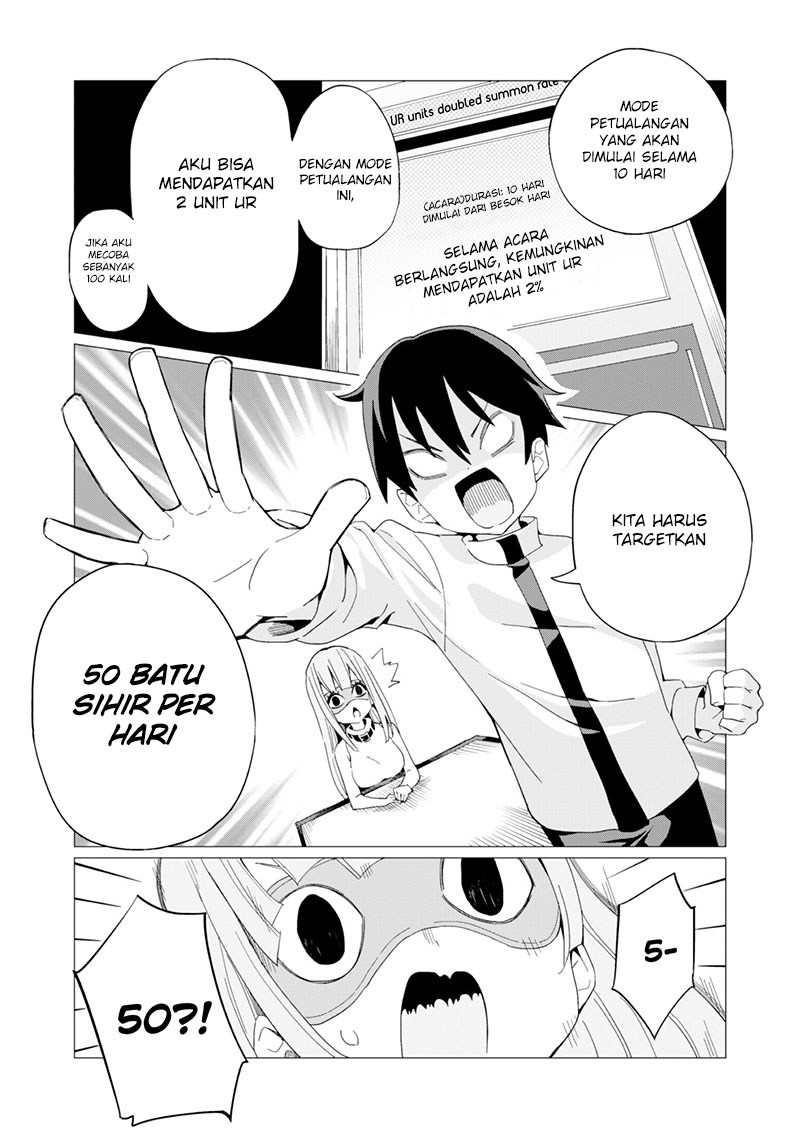 MODE
PETUALANGAN
YANG AKAN
DIMULAI SELAMA
10 HARI
UR units doubled summon rate
(ACARA)DURASI: 10 HARI
DIMULAI DARI BESOK HARI
SELAMA ACARA
BERLANGSUNG, KEMUNGKINAN
MENDAPATKAN UNIT UR
ADALAH 2%
DENGAN MODE
PETUALANGAN
INI,
AKU BISA
MENDAPATKAN
2 UNIT UR
JIKA AKU
MECOBA
SEBANYAK
100 KALI
KITA HARUS
TARGETKAN
50 BATU
SIHIR PER
HARI
5-
50?!